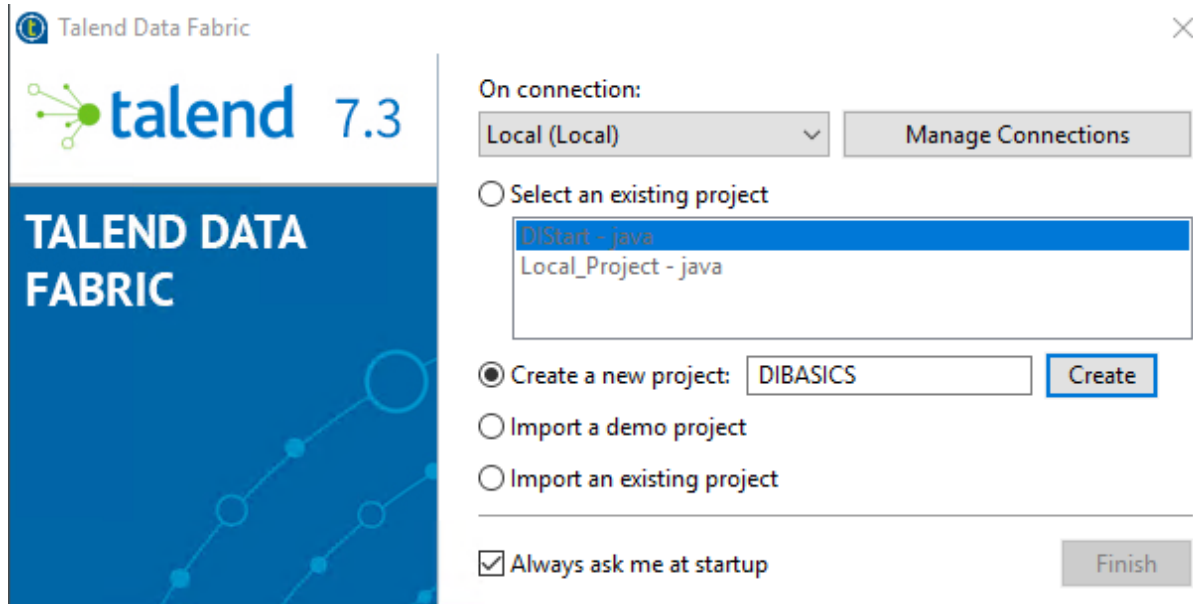 Talend Data Fabric
talend 7.3
TALEND DATA
FABRIC
On connection:
Local (Local)
Manage Connections
Select an existing project
DIStart - java
Local_Project - java
Create a new project:
DIBASICS
Create
Import a demo project
Import an existing project
Always ask me at startup
Finish